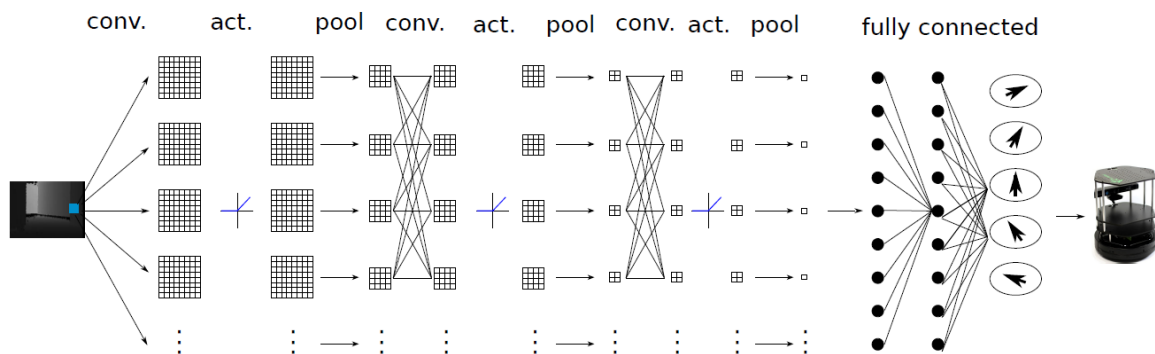 conv. act. pool conv. act. pool conv. act. pool fully connected